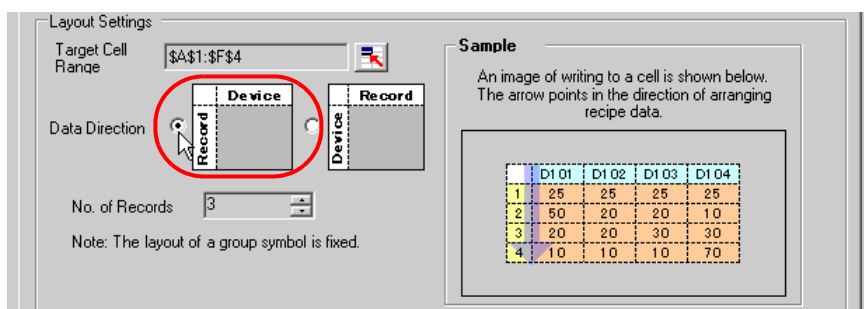 Layout Settings
Target Cell
Range
$A$1:$F$4
Data Direction
Device
Record
Record
Device
No. of Records
3
Note: The layout of a group symbol is fixed.
Sample
An image of writing to a cell is shown below.
The arrow points in the direction of arranging
recipe data.
D101 D102 D103 D104
1 25 25 25 25
2 50 20 20 10
3 20 20 30 30
4 10 10 10 70